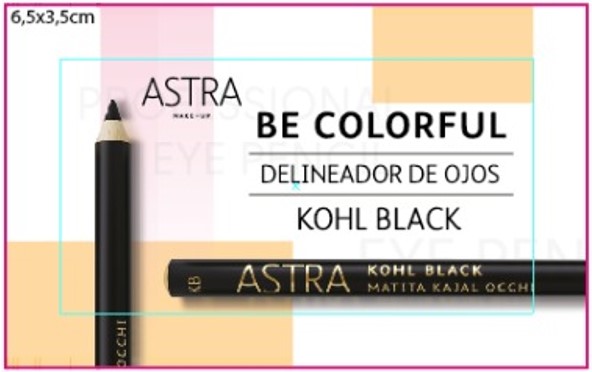 6,5x3,5cm
PROFESSIONAL
EYE PENCIL
ASTRA
MAKE-UP
BE COLORFUL
DELINEADOR DE OJOS
KOHL BLACK
EYE PEN
KB ASTRA KOHL BLACK
MATITA KAJAL OCCHI
OCCHI